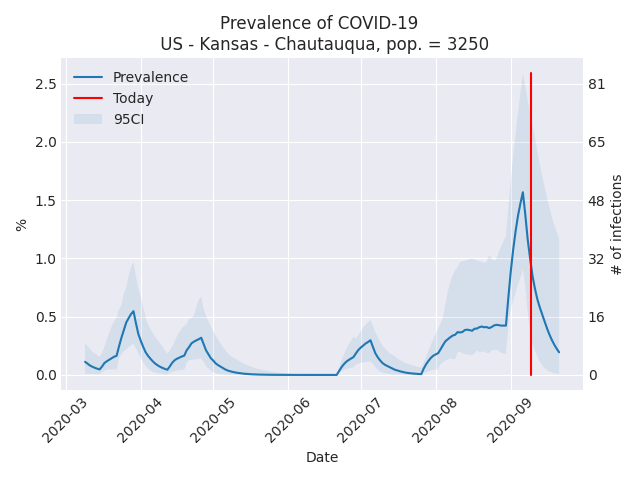 Prevalence of COVID-19
US - Kansas - Chautauqua, pop. = 3250
Prevalence
Today
95CI
2.5
2.0
1.5
1.0
0.5
0.0
%
81
65
48
32
16
0
# of infections
2020-03
2020-04
2020-05
2020-06
2020-07
2020-08
2020-09
Date